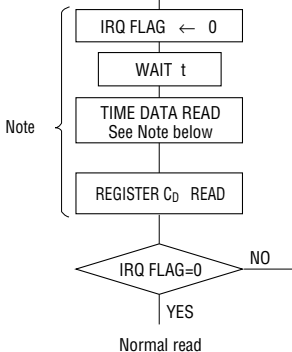 IRQ FLAG ← 0
WAIT t
TIME DATA READ
See Note below
Note
REGISTER CD READ
IRQ FLAG=0
NO
YES
Normal read